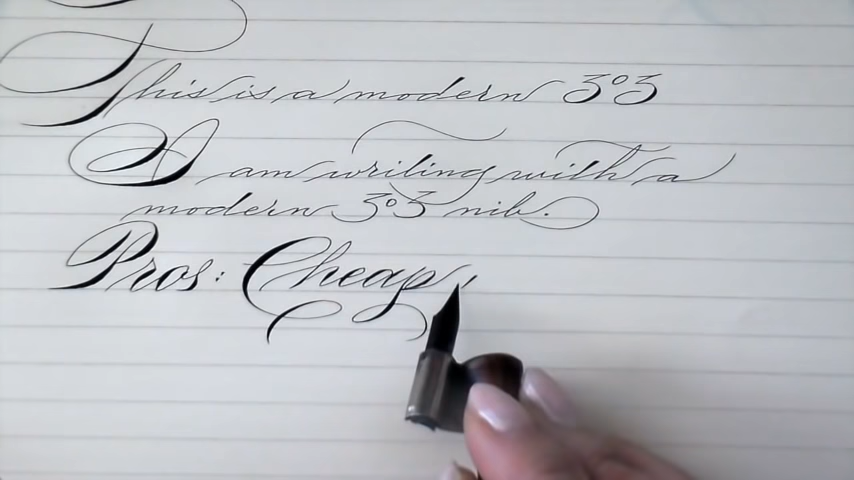 This is a modern 303
I am writing with a
modern 303 nib.
Pros: Cheap,